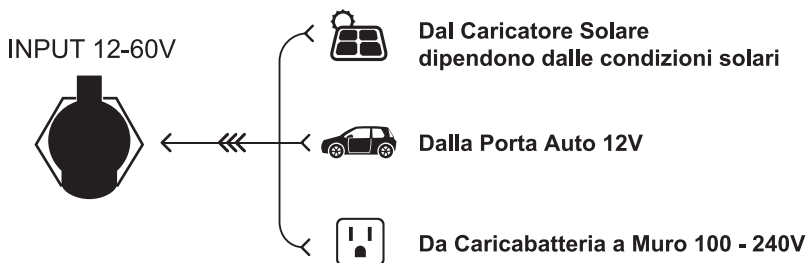 INPUT 12-60V
Dal Caricatore Solare
dipendono dalle condizioni solari
Dalla Porta Auto 12V
Da Caricabatteria a Muro 100 - 240V